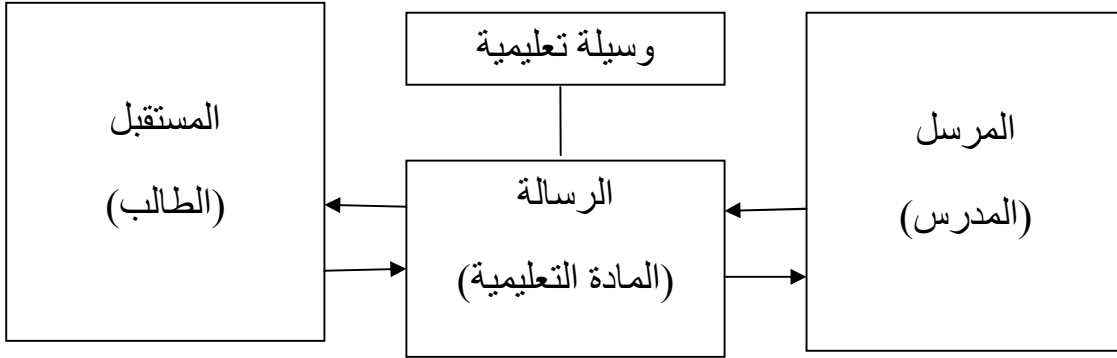 وسيلة تعليمية
المرسل
(المدرس)
الرسالة
(المادة التعليمية)
المستقبل
(الطالب)